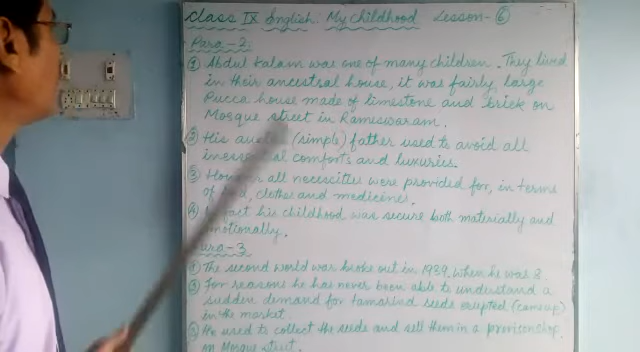 Class IX English. My Childhood Lesson-6
Para-2.
① Abdul Kalam was one of many children. They lived
in their ancestral house, it was fairly large
Pucca house made of limestone and brick on
Mosque street in Rameswaram.
② His (simple) father used to avoid all
comforts and luxuries.
③ all necescitles were provided for, in terms
of cloths and medicines.
④ fact his childhood was secure both materially and
① The second world war broke out in 1939. When he was 8.
② For reasons he has never been able to understand a
sudden demand for tamarind seeds erupted (came up)
in the market.
He used to collect the seeds and sell them in a provisonshop
on Mosque street.